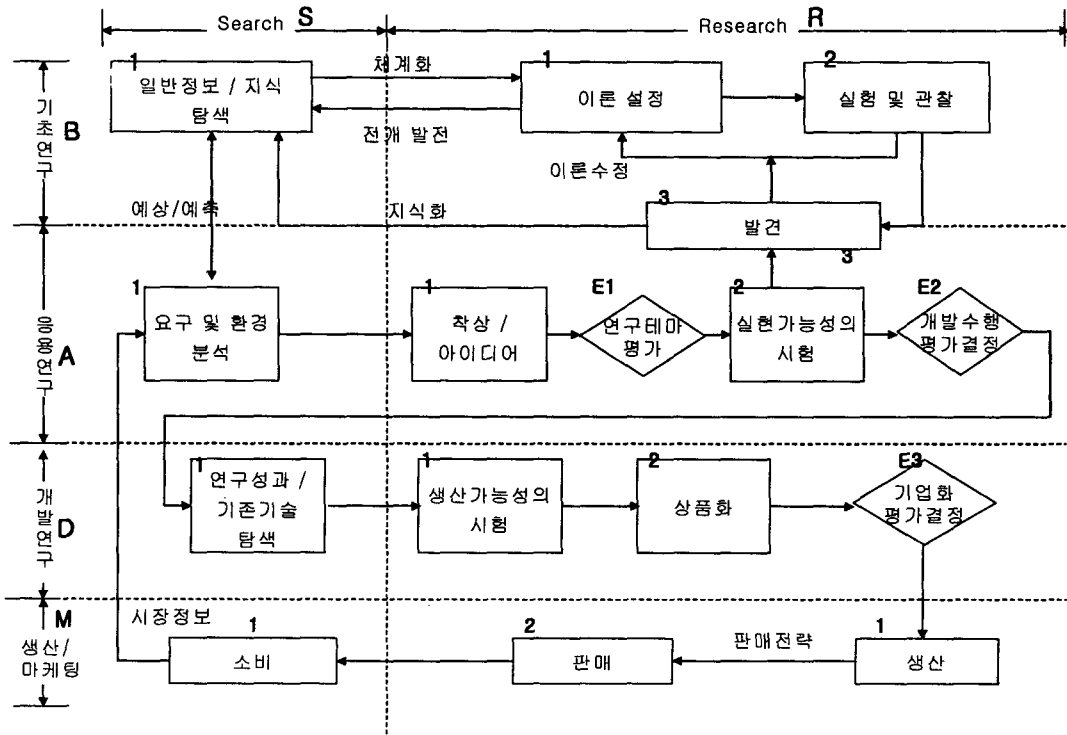 Search S
Research R
기초연구 B
1
일반정보 / 지식
탐색
체계화
전개 발전
1
이론 설정
2
실험 및 관찰
이론수정
예상/예측
지식화
3
발견
3
응용연구 A
1
요구 및 환경
분석
1
착상 /
아이디어
E1
연구테마
평가
2
실현가능성의
시험
E2
개발수행
평가결정
개발연구 D
1
연구성과 /
기존기술
탐색
1
생산가능성의
시험
2
상품화
E3
기업화
평가결정
M
생산/
마케팅
시장정보
1
소비
2
판매
판매전략
1
생산